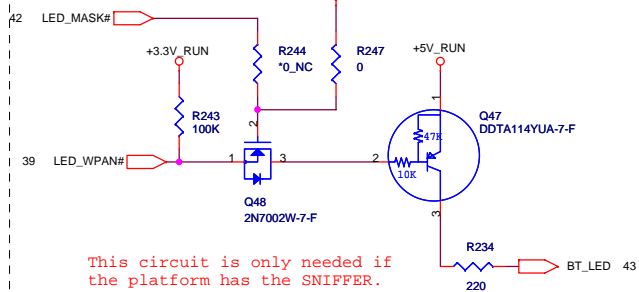 42 LED_MASK#
+3.3V_RUN
R244
*0_NC
R247
0
+5V_RUN
R243
100K
2
1
Q47
DDTA114YUA-7-F
47K
10K
39 LED_WPAN#
1
3
2
Q48
2N7002W-7-F
3
R234
220
BT_LED 43
This circuit is only needed if
the platform has the SNIFFER.